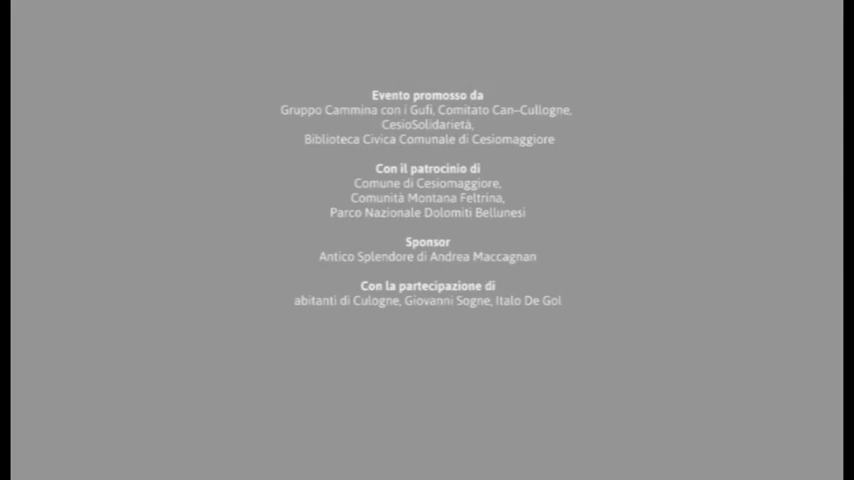 Evento promosso da
Gruppo Cammina con i Gufi, Comitato Can–Cullogne,
CesioSolidarietà,
Biblioteca Civica Comunale di Cesiomaggiore
Con il patrocinio di
Comune di Cesiomaggiore,
Comunità Montana Feltrina,
Parco Nazionale Dolomiti Bellunesi
Sponsor
Antico Splendore di Andrea Maccagnan
Con la partecipazione di
abitanti di Culogne, Giovanni Sogne, Italo De Gol